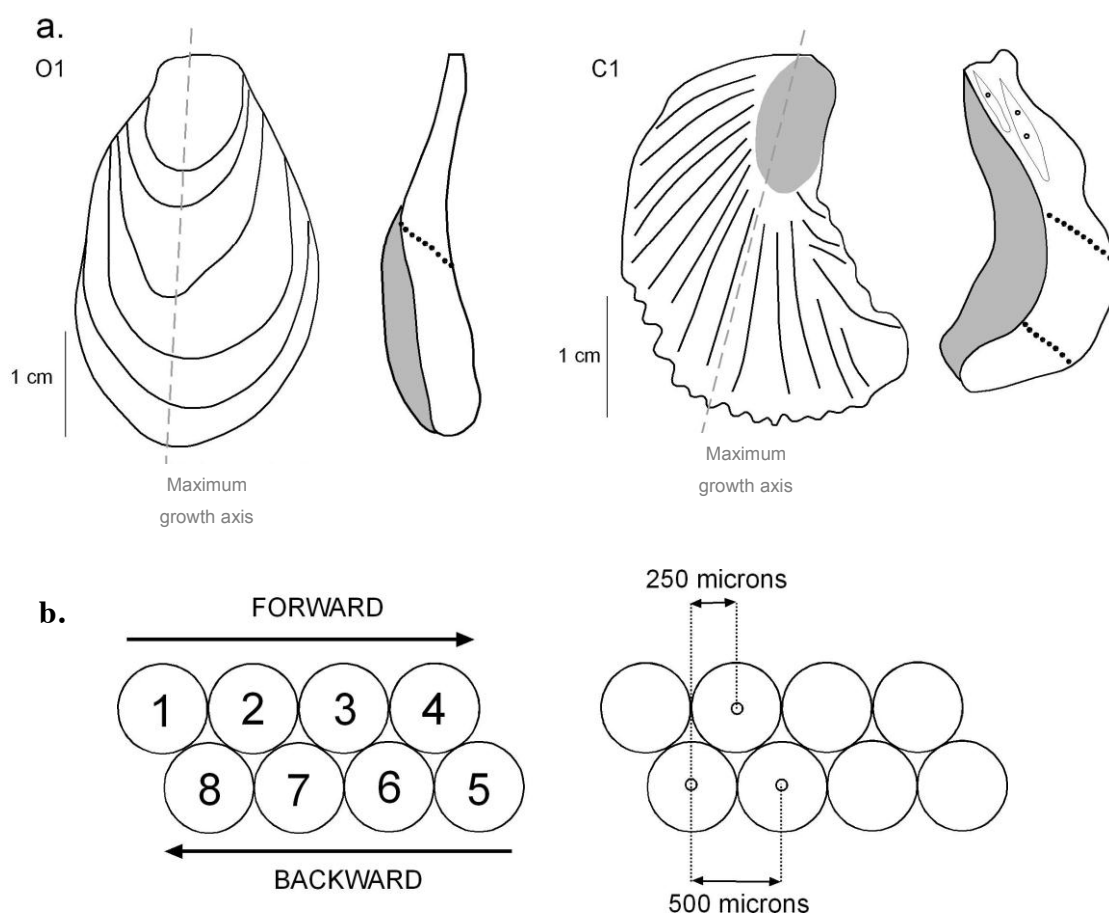 a.
O1
C1
1 cm
1 cm
Maximum
growth axis
Maximum
growth axis
b.
FORWARD
250 microns
1 2 3 4
8 7 6 5
BACKWARD
500 microns